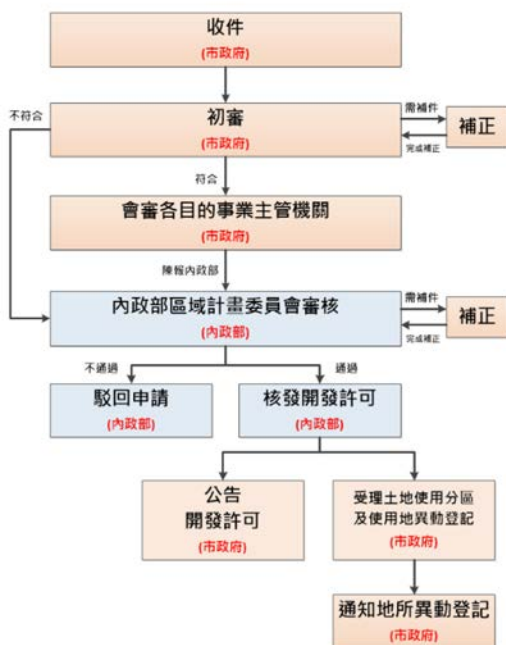 收件
(市政府)
不符合
初審
(市政府)
需補件
完成補正
補正
符合
會審各目的事業主管機關
(市政府)
陳報內政部
內政部區域計畫委員會審核
(內政部)
需補件
完成補正
補正
不通過
通過
駁回申請
(內政部)
核發開發許可
(內政部)
公告
開發許可
(市政府)
受理土地使用分區
及使用地異動登記
(市政府)
通知地所異動登記
(市政府)